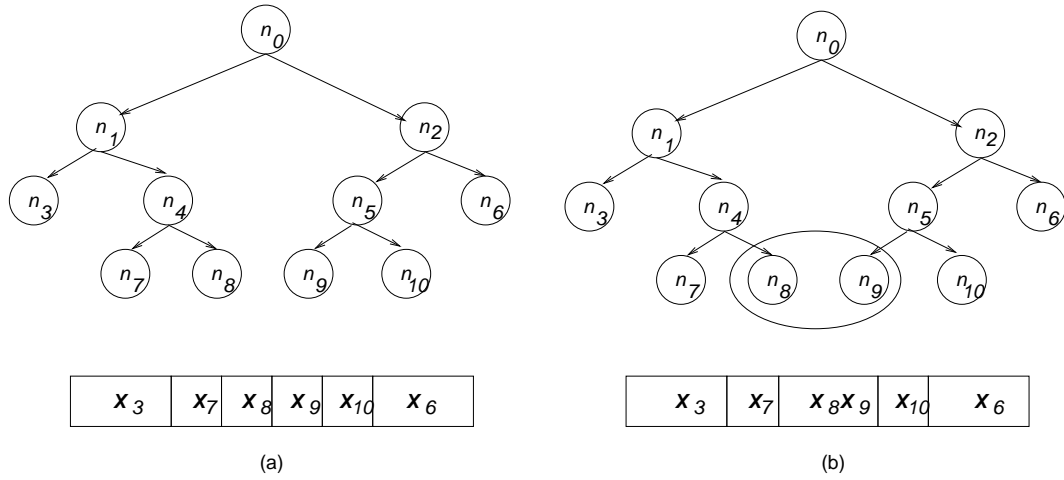 n0
n1 n2
n3 n4 n5 n6
n7 n8 n9 n10
x3 x7 x8 x9 x10 x6
(a)
n0
n1 n2
n3 n4 n5 n6
n7 n8 n9 n10
x3 x7 x8x9 x10 x6
(b)